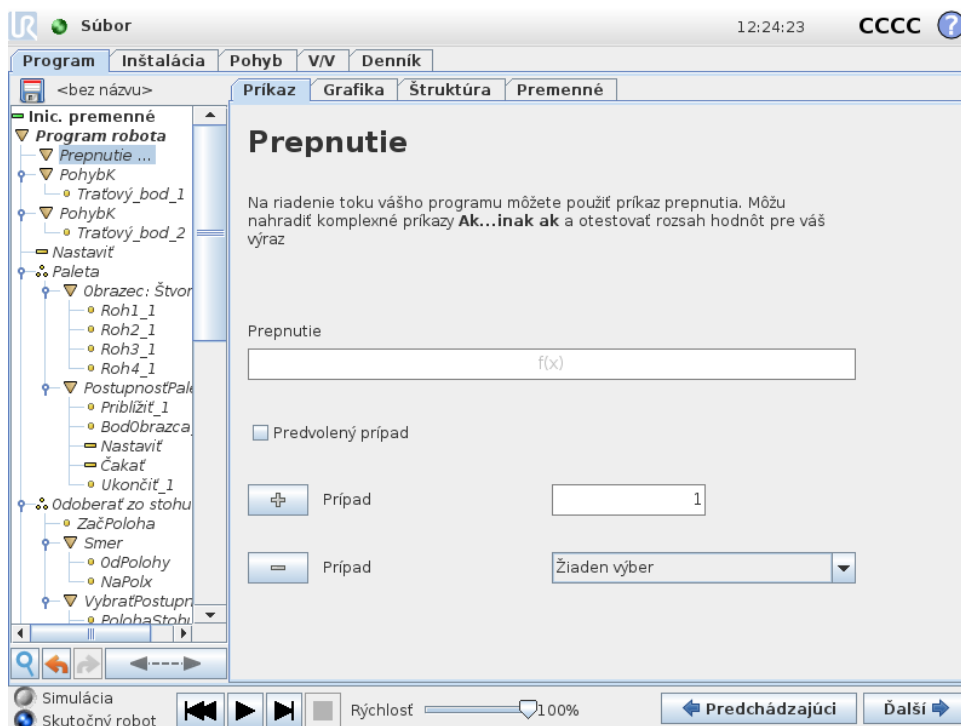 UR Súbor 12:24:23 CCCC ?
Program Inštalácia Pohyb V/V Denník
<bez názvu> Príkaz Grafika Štruktúra Premenné
Inic. premenné
Program robota
Prepnutie ...
PohybK
Traťový_bod_1
PohybK
Traťový_bod_2
Nastaviť
Paleta
Obrazec: Štvor
Roh1_1
Roh2_1
Roh3_1
Roh4_1
PostupnosťPale
Priblížiť_1
BodObrazca_
Nastaviť
Čakať
Ukončiť_1
Odoberať zo stohu
ZačPoloha
Smer
OdPolohy
NaPolx
VybraťPostupn
PolohaStohu
Prepnutie
Na riadenie toku vášho programu môžete použiť príkaz prepnutia. Môžu
nahradiť komplexné príkazy Ak...inak ak a otestovať rozsah hodnôt pre váš
výraz
Prepnutie
f(x)
Predvolený prípad
Prípad 1
Prípad Žiaden výber
Simulácia
Skutočný robot
Rýchlosť 100%
Predchádzajúci Ďalší